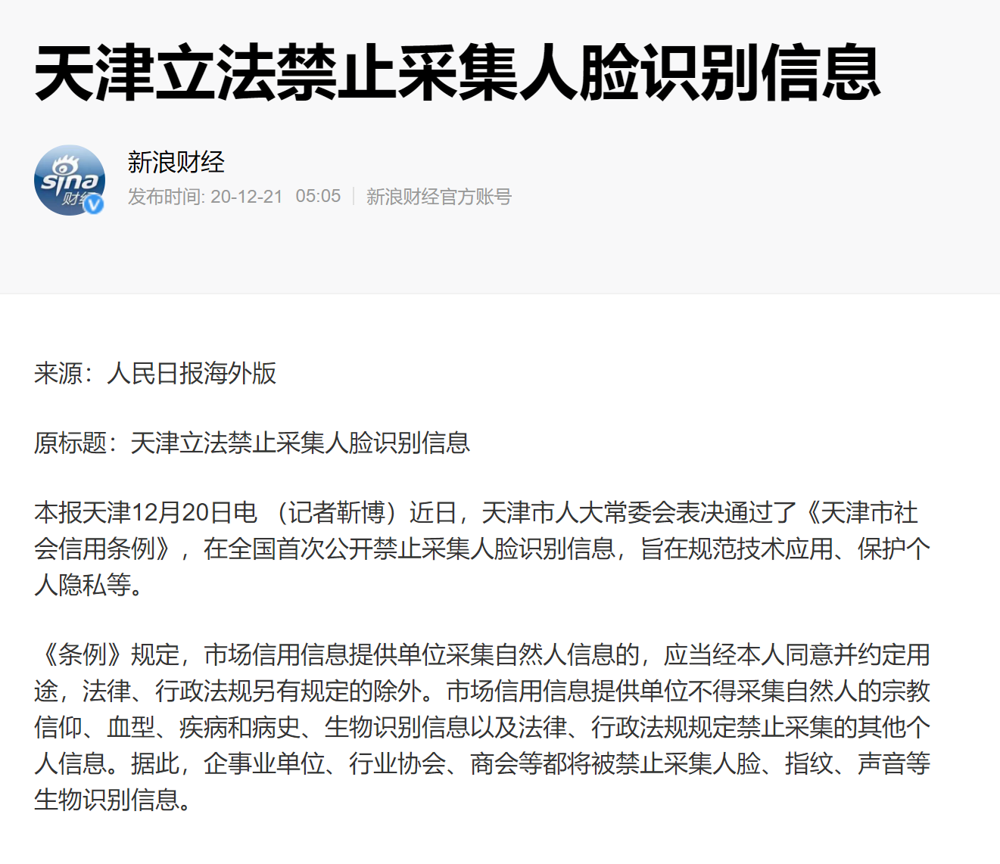 天津立法禁止采集人脸识别信息
sina
财经
新浪财经
发布时间: 20-12-21 05:05 新浪财经官方账号
来源：人民日报海外版
原标题：天津立法禁止采集人脸识别信息
本报天津12月20日电 （记者靳博）近日，天津市人大常委会表决通过了《天津市社
会信用条例》，在全国首次公开禁止采集人脸识别信息，旨在规范技术应用、保护个
人隐私等。
《条例》规定，市场信用信息提供单位采集自然人信息的，应当经本人同意并约定用
途，法律、行政法规另有规定的除外。市场信用信息提供单位不得采集自然人的宗教
信仰、血型、疾病和病史、生物识别信息以及法律、行政法规规定禁止采集的其他个
人信息。据此，企事业单位、行业协会、商会等都将被禁止采集人脸、指纹、声音等
生物识别信息。